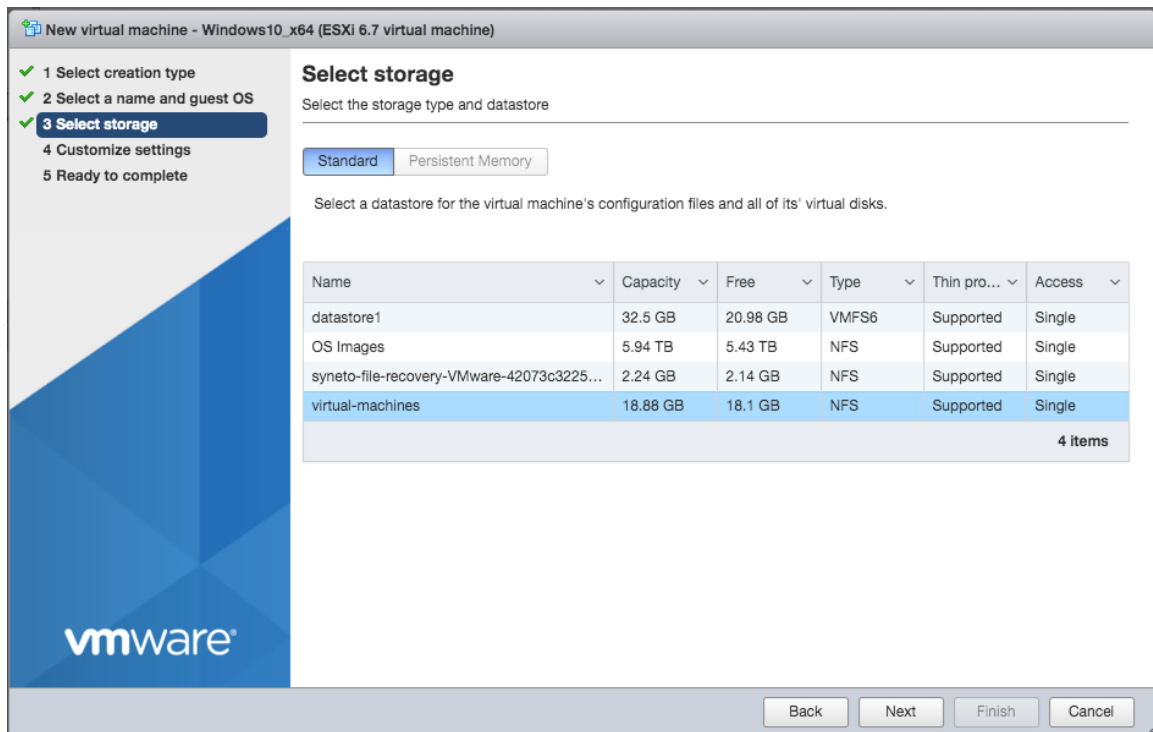 New virtual machine - Windows10_x64 (ESXi 6.7 virtual machine)
1 Select creation type
2 Select a name and guest OS
3 Select storage
4 Customize settings
5 Ready to complete
Select storage
Select the storage type and datastore
Standard Persistent Memory
Select a datastore for the virtual machine's configuration files and all of its' virtual disks.
Name Capacity Free Type Thin pro... Access
datastore1 32.5 GB 20.98 GB VMFS6 Supported Single
OS Images 5.94 TB 5.43 TB NFS Supported Single
syneto-file-recovery-VMware-42073c3225... 2.24 GB 2.14 GB NFS Supported Single
virtual-machines 18.88 GB 18.1 GB NFS Supported Single
4 items
vmware®
Back Next Finish Cancel